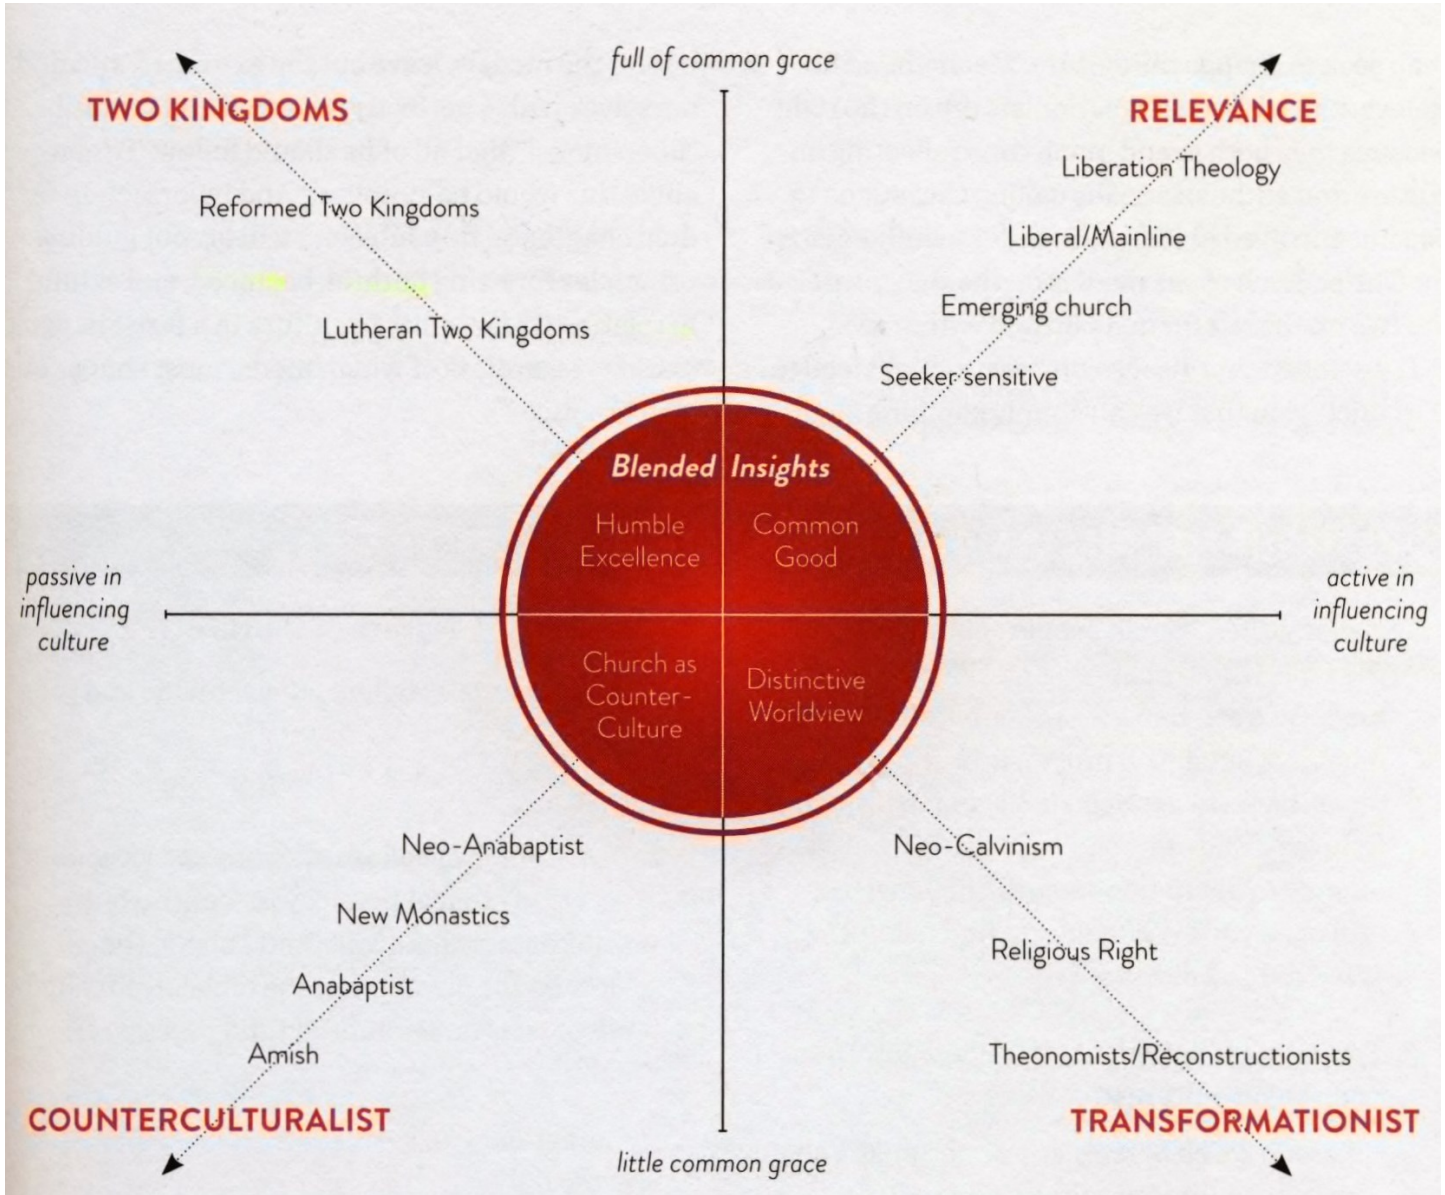 full of common grace
TWO KINGDOMS
RELEVANCE
Liberation Theology
Reformed Two Kingdoms
Liberal/Mainline
Emerging church
Lutheran Two Kingdoms
Seeker sensitive
Blended Insights
Humble
Excellence
Common
Good
passive in
influencing
culture
active in
influencing
culture
Church as
Counter-
Culture
Distinctive
Worldview
Neo-Anabaptist
Neo-Calvinism
New Monastics
Religious Right
Anabaptist
Amish
Theonomists/Reconstructionists
COUNTERCULTURALIST
TRANSFORMATIONIST
little common grace